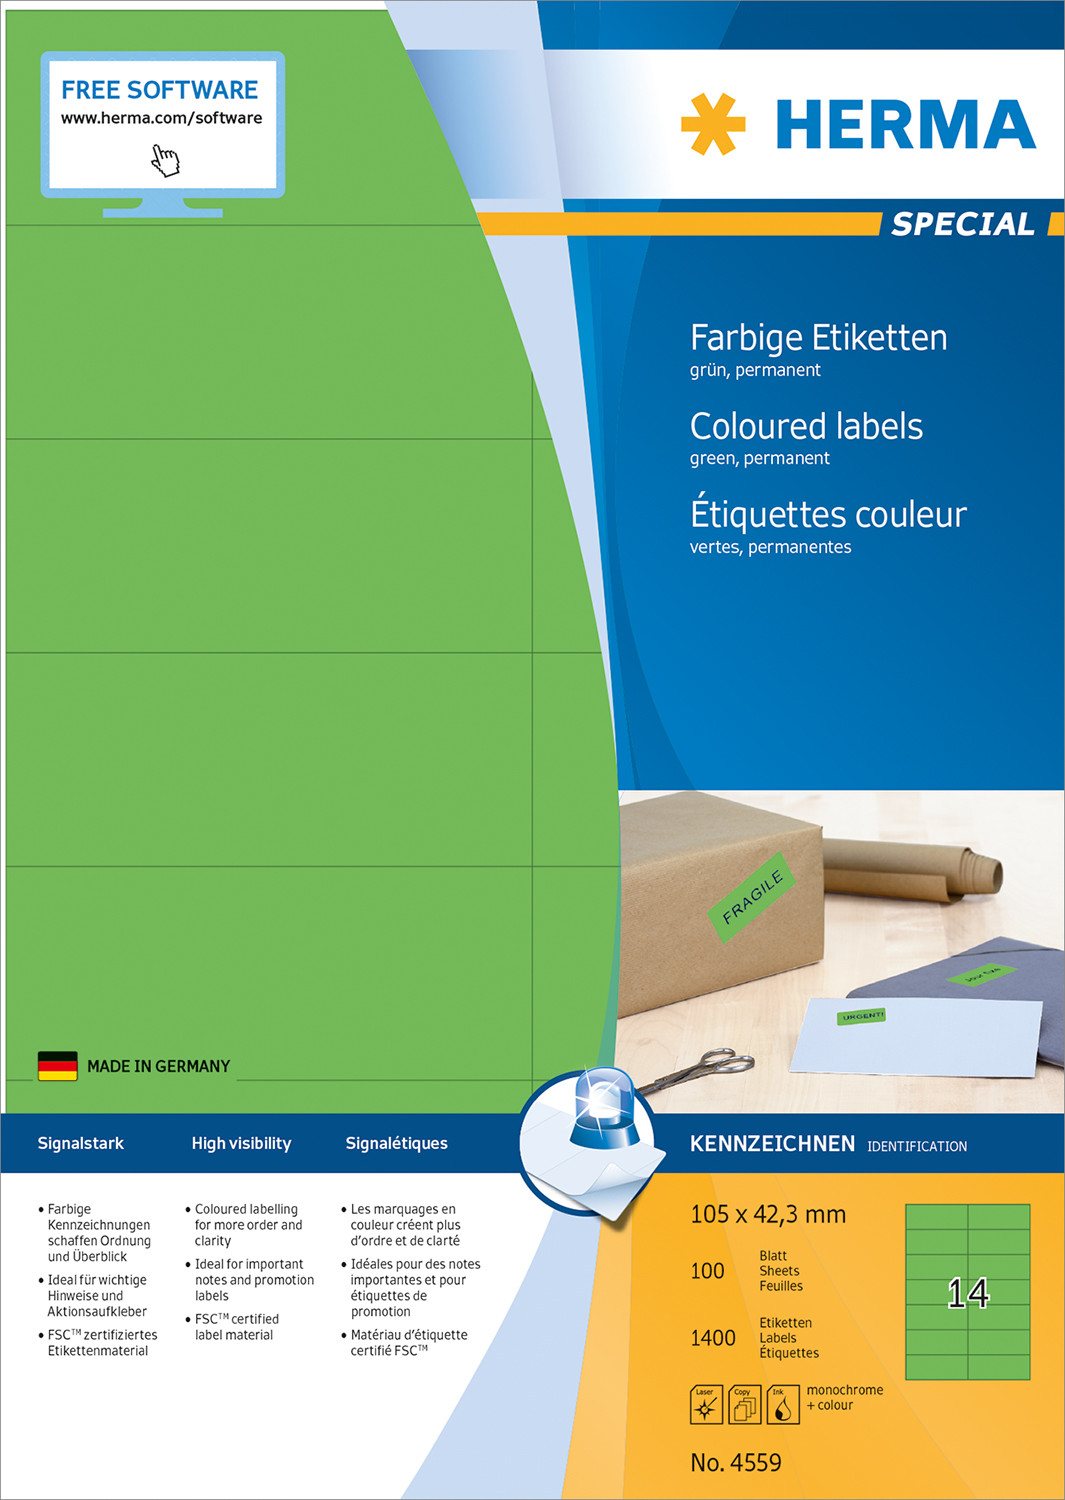 FREE SOFTWARE
www.herma.com/software
HERMA
SPECIAL
Farbige Etiketten
grün, permanent
Coloured labels
green, permanent
Étiquettes couleur
vertes, permanentes
FRAGILE
URGENT!
MADE IN GERMANY
Signalstark
High visibility
Signalétiques
KENNZEICHNEN IDENTIFICATION
• Farbige
Kennzeichnungen
schaffen Ordnung
und Überblick
• Ideal für wichtige
Hinweise und
Aktionsaufkleber
• FSC™ zertifiziertes
Etikettenmaterial
• Coloured labelling
for more order and
clarity
• Ideal for important
notes and promotion
labels
• FSC™ certified
label material
• Les marquages en
couleur créent plus
d'ordre et de clarté
• Idéales pour des notes
importantes et pour
étiquettes de
promotion
• Matériau d'étiquette
certifié FSC™
105 x 42,3 mm
100
Blatt
Sheets
Feuilles
1400
Etiketten
Labels
Étiquettes
14
Laser
Copy
Ink
monochrome
+ colour
No. 4559